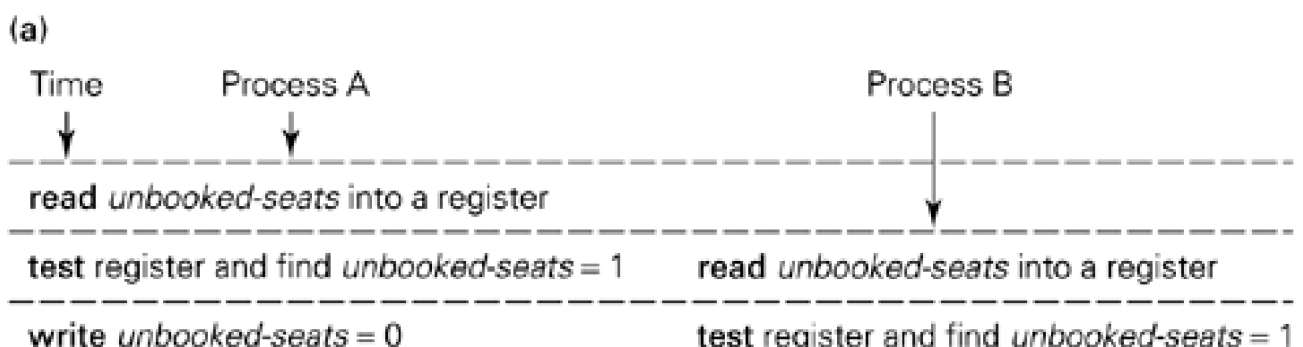 (a)
Time Process A Process B
read unbooked-seats into a register
test register and find unbooked-seats = 1 read unbooked-seats into a register
write unbooked-seats = 0 test register and find unbooked-seats = 1